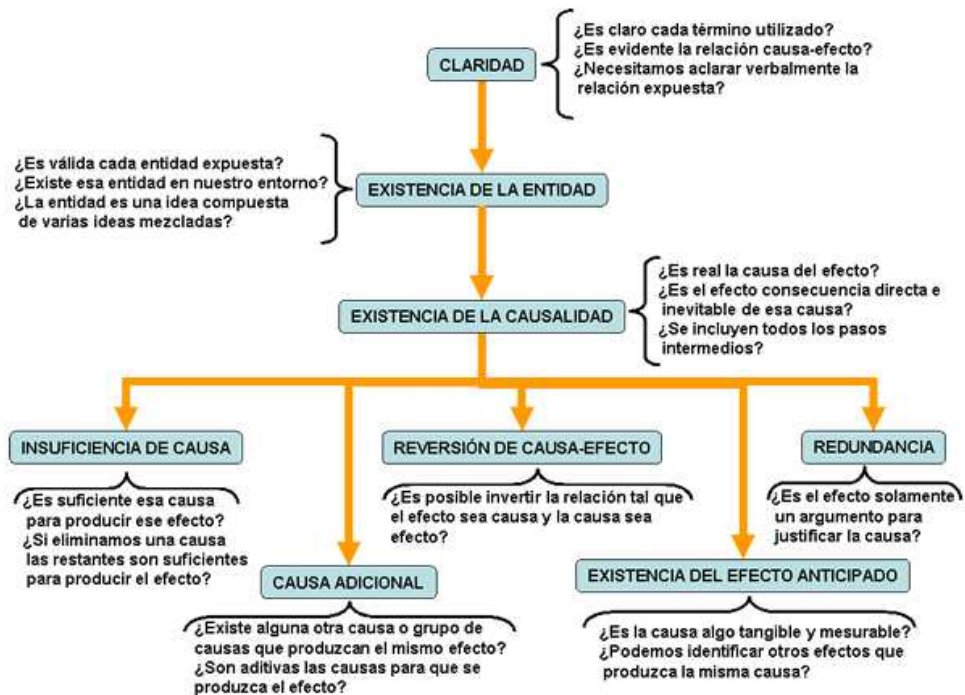 CLARIDAD
¿Es claro cada término utilizado?
¿Es evidente la relación causa-efecto?
¿Necesitamos aclarar verbalmente la
relación expuesta?
¿Es válida cada entidad expuesta?
¿Existe esa entidad en nuestro entorno?
¿La entidad es una idea compuesta
de varias ideas mezcladas?
EXISTENCIA DE LA ENTIDAD
EXISTENCIA DE LA CAUSALIDAD
¿Es real la causa del efecto?
¿Es el efecto consecuencia directa e
inevitable de esa causa?
¿Se incluyen todos los pasos
intermedios?
INSUFICIENCIA DE CAUSA
¿Es suficiente esa causa
para producir ese efecto?
¿Si eliminamos una causa
las restantes son suficientes
para producir el efecto?
CAUSA ADICIONAL
¿Existe alguna otra causa o grupo de
causas que produzcan el mismo efecto?
¿Son aditivas las causas para que se
produzca el efecto?
REVERSIÓN DE CAUSA-EFECTO
¿Es posible invertir la relación tal que
el efecto sea causa y la causa sea
efecto?
EXISTENCIA DEL EFECTO ANTICIPADO
¿Es la causa algo tangible y mesurable?
¿Podemos identificar otros efectos que
produzca la misma causa?
REDUNDANCIA
¿Es el efecto solamente
un argumento para
justificar la causa?